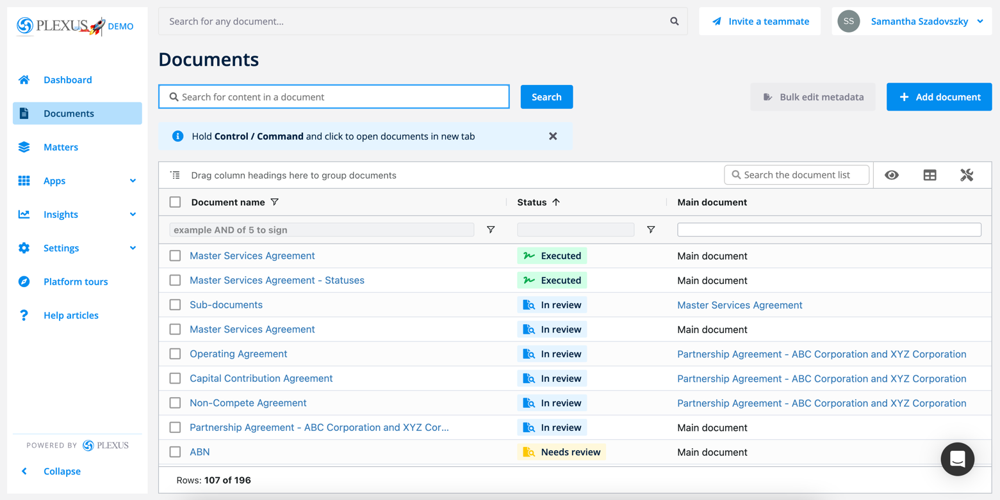 PLEXUS DEMO
Search for any document...
Invite a teammate
SS
Samantha Szadovszky
Dashboard
Documents
Matters
Apps
Insights
Settings
Platform tours
Help articles
POWERED BY PLEXUS
Collapse
Documents
Search for content in a document
Search
Bulk edit metadata
Add document
Hold Control / Command and click to open documents in new tab
Drag column headings here to group documents
Search the document list
Document name Status Main document
example AND of 5 to sign
Master Services Agreement Executed Main document
Master Services Agreement - Statuses Executed Main document
Sub-documents In review Master Services Agreement
Master Services Agreement In review Main document
Operating Agreement In review Partnership Agreement - ABC Corporation and XYZ Corporation
Capital Contribution Agreement In review Partnership Agreement - ABC Corporation and XYZ Corporation
Non-Compete Agreement In review Partnership Agreement - ABC Corporation and XYZ Corporation
Partnership Agreement - ABC Corporation and XYZ Cor... In review Main document
ABN Needs review Main document
Rows: 107 of 196